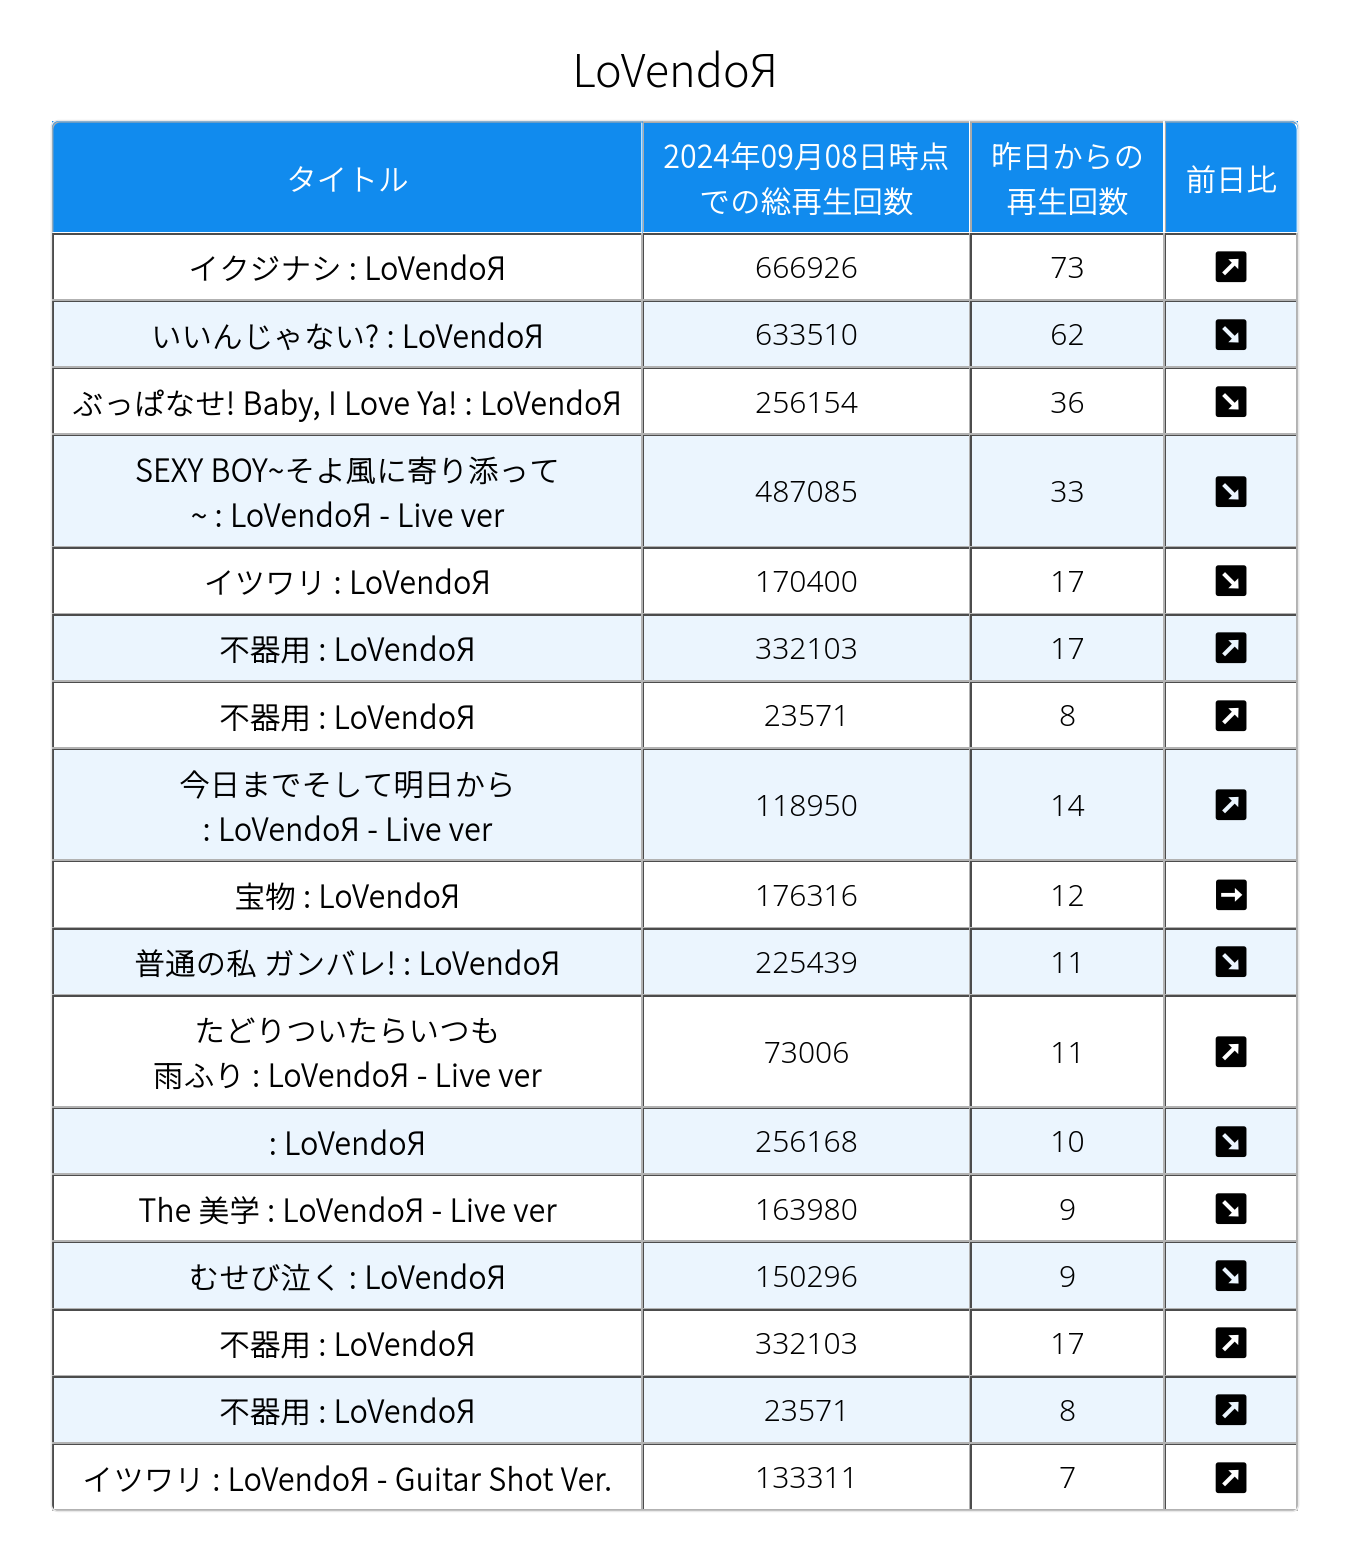 LoVendoЯ
タイトル
2024年09月08日時点
での総再生回数
昨日からの
再生回数
前日比
イクジナシ : LoVendoЯ 666926 73
いいんじゃない? : LoVendoЯ 633510 62
ぶっぱなせ! Baby, I Love Ya! : LoVendoЯ 256154 36
SEXY BOY~そよ風に寄り添って
~ : LoVendoЯ - Live ver 487085 33
イツワリ : LoVendoЯ 170400 17
不器用 : LoVendoЯ 332103 17
不器用 : LoVendoЯ 23571 8
今日までそして明日から
: LoVendoЯ - Live ver 118950 14
宝物 : LoVendoЯ 176316 12
普通の私 ガンバレ! : LoVendoЯ 225439 11
たどりついたらいつも
雨ふり : LoVendoЯ - Live ver 73006 11
: LoVendoЯ 256168 10
The 美学 : LoVendoЯ - Live ver 163980 9
むせび泣く : LoVendoЯ 150296 9
不器用 : LoVendoЯ 332103 17
不器用 : LoVendoЯ 23571 8
イツワリ : LoVendoЯ - Guitar Shot Ver. 133311 7